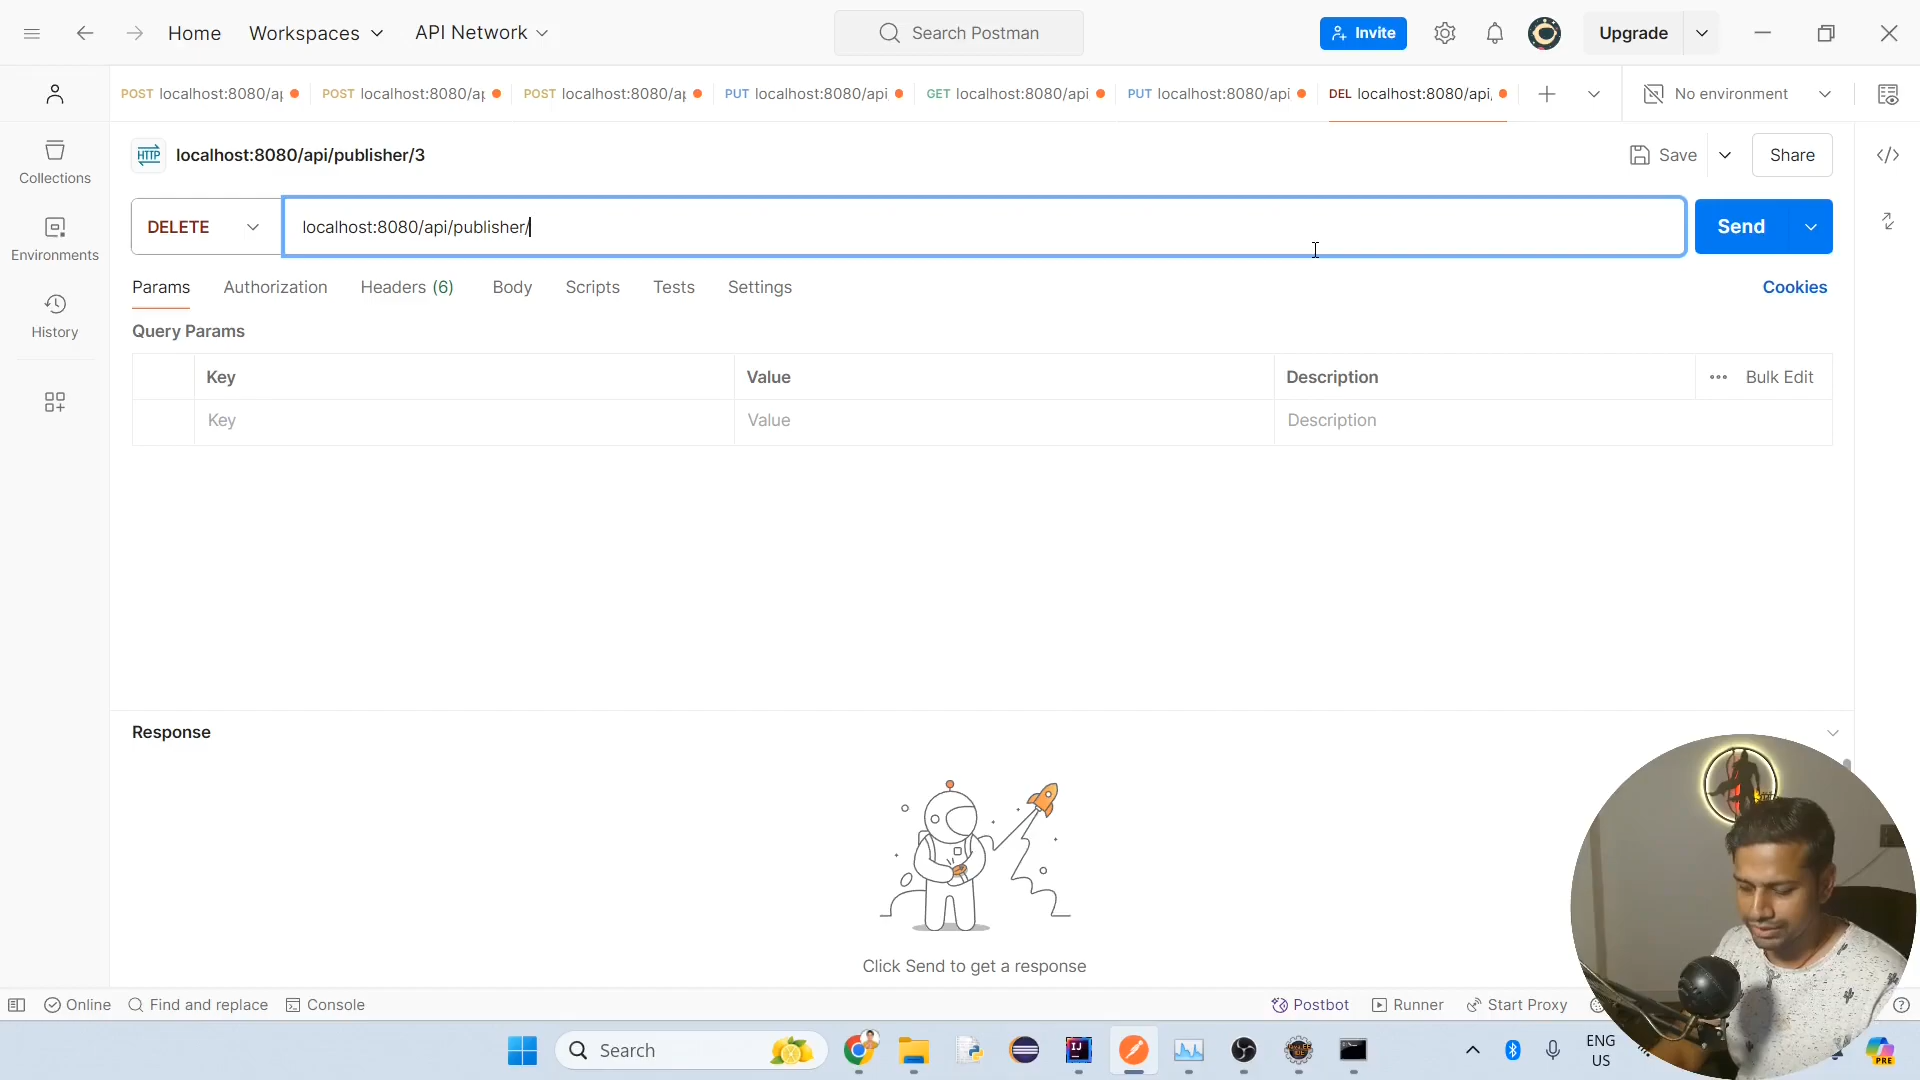 Home Workspaces API Network Search Postman Invite Upgrade
POST localhost:8080/ap POST localhost:8080/ap POST localhost:8080/ap PUT localhost:8080/api GET localhost:8080/api PUT localhost:8080/api DEL localhost:8080/api, No environment
HTTP localhost:8080/api/publisher/3 Save Share
DELETE localhost:8080/api/publisher/ Send
Params Authorization Headers (6) Body Scripts Tests Settings Cookies
Collections
Environments
History
Query Params
Key Value Description Bulk Edit
Key Value Description
Response
Click Send to get a response
Online Find and replace Console Postbot Runner Start Proxy
Search
ENG
US
IJ
PRE